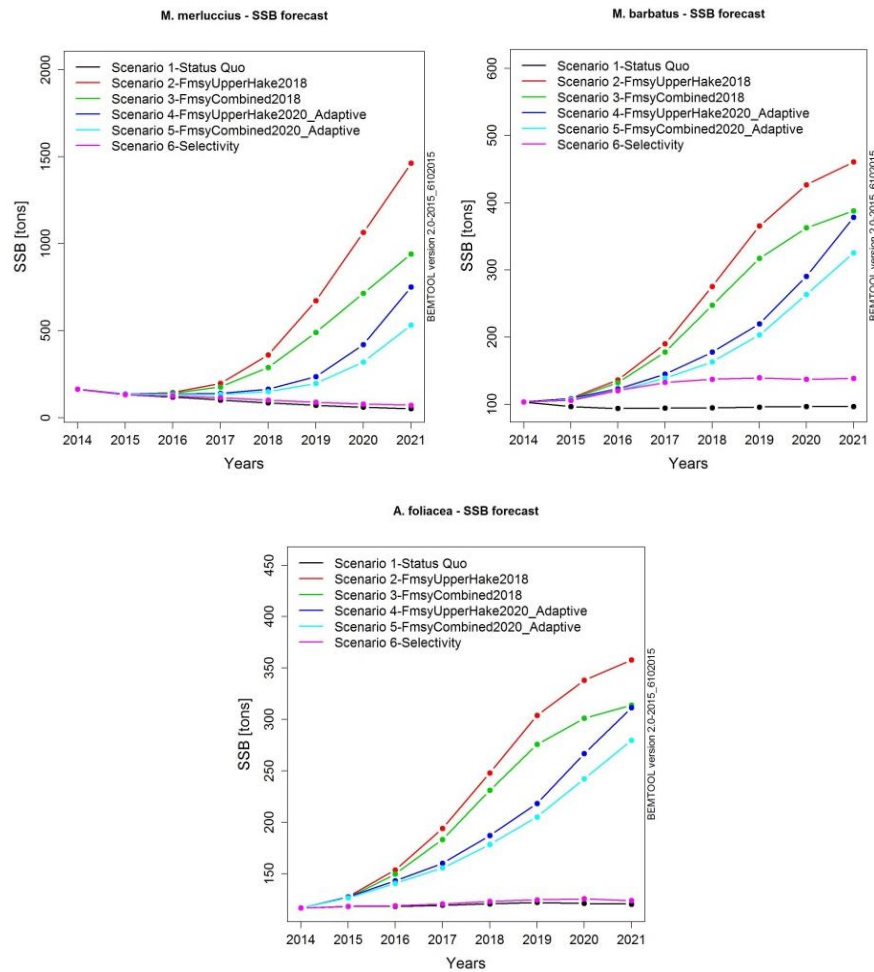 M. merluccius - SSB forecast
Scenario 1-Status Quo
Scenario 2-FmsyUpperHake2018
Scenario 3-FmsyCombined2018
Scenario 4-FmsyUpperHake2020_Adaptive
Scenario 5-FmsyCombined2020_Adaptive
Scenario 6-Selectivity
SSB [tons]
2000
1500
1000
500
0
2014 2015 2016 2017 2018 2019 2020 2021
Years
BEMTOOL version 2.0-2015_6102015
M. barbatus - SSB forecast
Scenario 1-Status Quo
Scenario 2-FmsyUpperHake2018
Scenario 3-FmsyCombined2018
Scenario 4-FmsyUpperHake2020_Adaptive
Scenario 5-FmsyCombined2020_Adaptive
Scenario 6-Selectivity
SSB [tons]
600
500
400
300
200
100
2014 2015 2016 2017 2018 2019 2020 2021
Years
BEMTOOL version 2.0-2015_6102015
A. foliacea - SSB forecast
Scenario 1-Status Quo
Scenario 2-FmsyUpperHake2018
Scenario 3-FmsyCombined2018
Scenario 4-FmsyUpperHake2020_Adaptive
Scenario 5-FmsyCombined2020_Adaptive
Scenario 6-Selectivity
SSB [tons]
450
400
350
300
250
200
150
2014 2015 2016 2017 2018 2019 2020 2021
Years
BEMTOOL version 2.0-2015_6102015